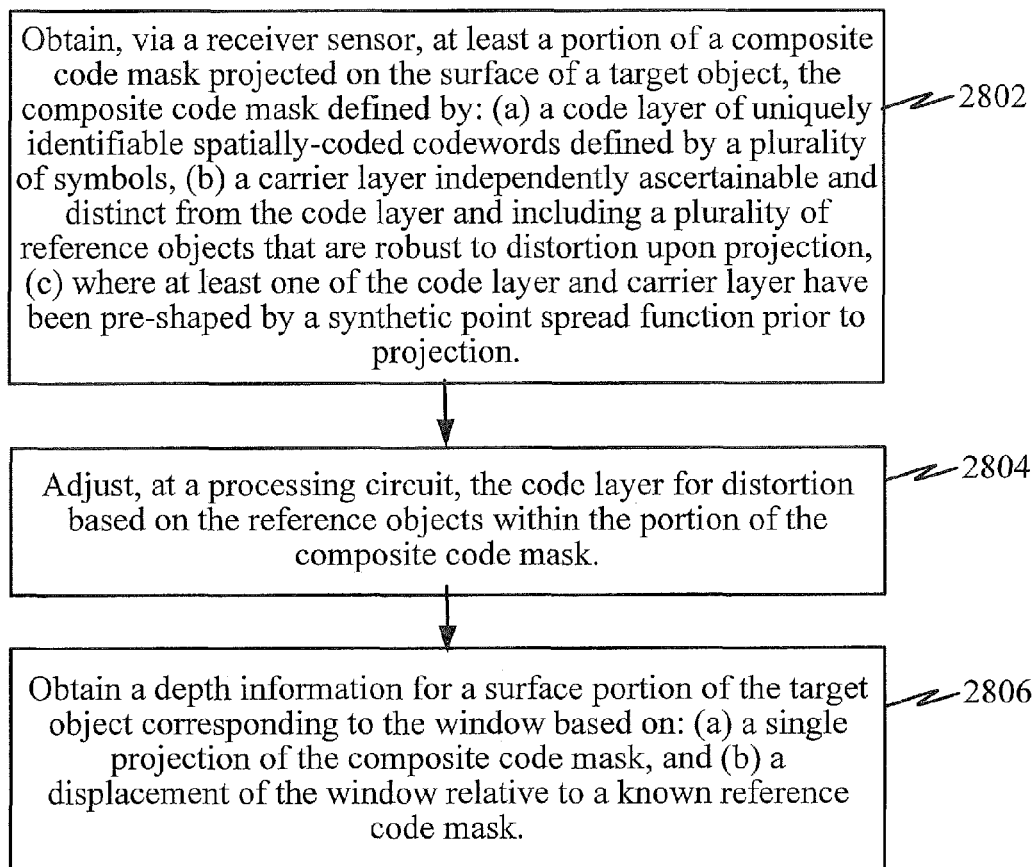 Obtain, via a receiver sensor, at least a portion of a composite
code mask projected on the surface of a target object, the
composite code mask defined by: (a) a code layer of uniquely
identifiable spatially-coded codewords defined by a plurality
of symbols, (b) a carrier layer independently ascertainable and
distinct from the code layer and including a plurality of
reference objects that are robust to distortion upon projection,
(c) where at least one of the code layer and carrier layer have
been pre-shaped by a synthetic point spread function prior to
projection.
2802
Adjust, at a processing circuit, the code layer for distortion
based on the reference objects within the portion of the
composite code mask.
2804
Obtain a depth information for a surface portion of the target
object corresponding to the window based on: (a) a single
projection of the composite code mask, and (b) a
displacement of the window relative to a known reference
code mask.
2806